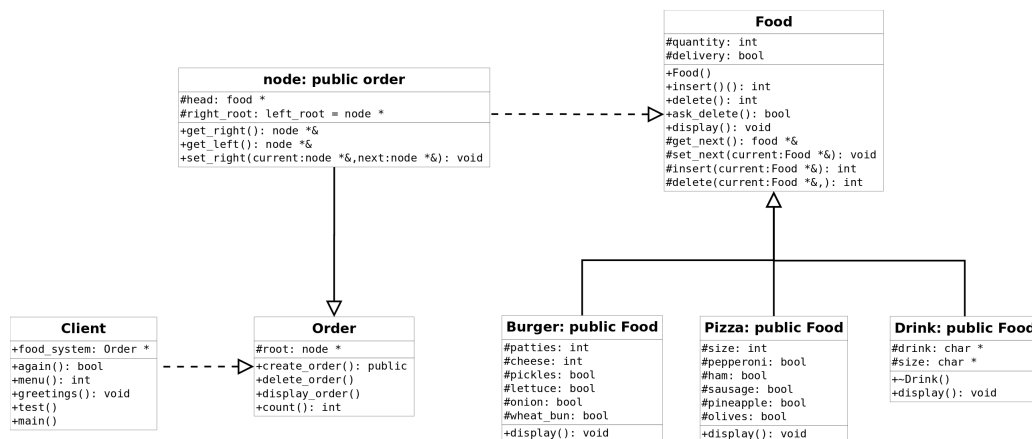 Food
#quantity: int
#delivery: bool
+Food()
+insert()(): int
+delete(): int
+ask_delete(): bool
+display(): void
#get_next(): food *&
#set_next(current:Food *&): void
#insert(current:Food *&): int
#delete(current:Food *&,): int
node: public order
#head: food *
#right_root: left_root = node *
+get_right(): node *&
+get_left(): node *&
+set_right(current:node *&,next:node *&): void
Client
+food_system: Order *
+again(): bool
+menu(): int
+greetings(): void
+test()
+main()
Order
#root: node *
+create_order(): public
+delete_order()
+display_order()
+count(): int
Burger: public Food
#patties: int
#cheese: int
#pickles: bool
#lettuce: bool
#onion: bool
#wheat_bun: bool
+display(): void
Pizza: public Food
#size: int
#pepperoni: bool
#ham: bool
#sausage: bool
#pineapple: bool
#olives: bool
+display(): void
Drink: public Food
#drink: char *
#size: char *
+~Drink()
+display(): void